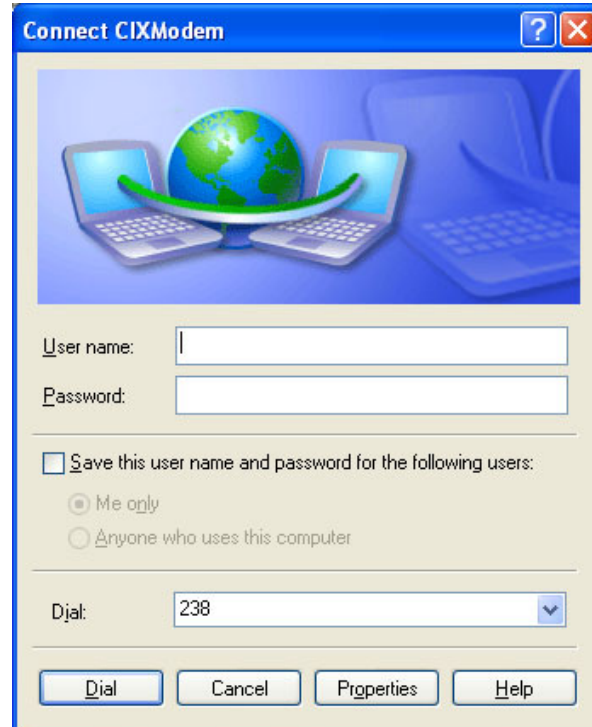 Connect CIXModem
User name:
Password:
Save this user name and password for the following users:
Me only
Anyone who uses this computer
Dial: 238
Dial Cancel Properties Help